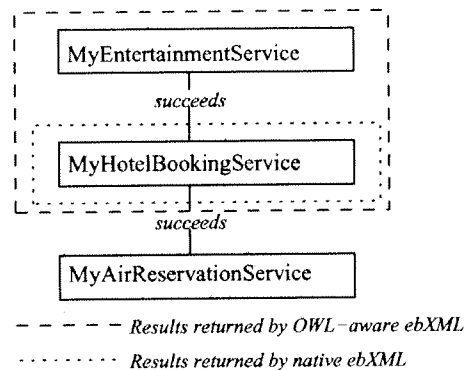 MyEntertainmentService
succeeds
MyHotelBookingService
succeeds
MyAirReservationService
Results returned by OWL-aware ebXML
Results returned by native ebXML